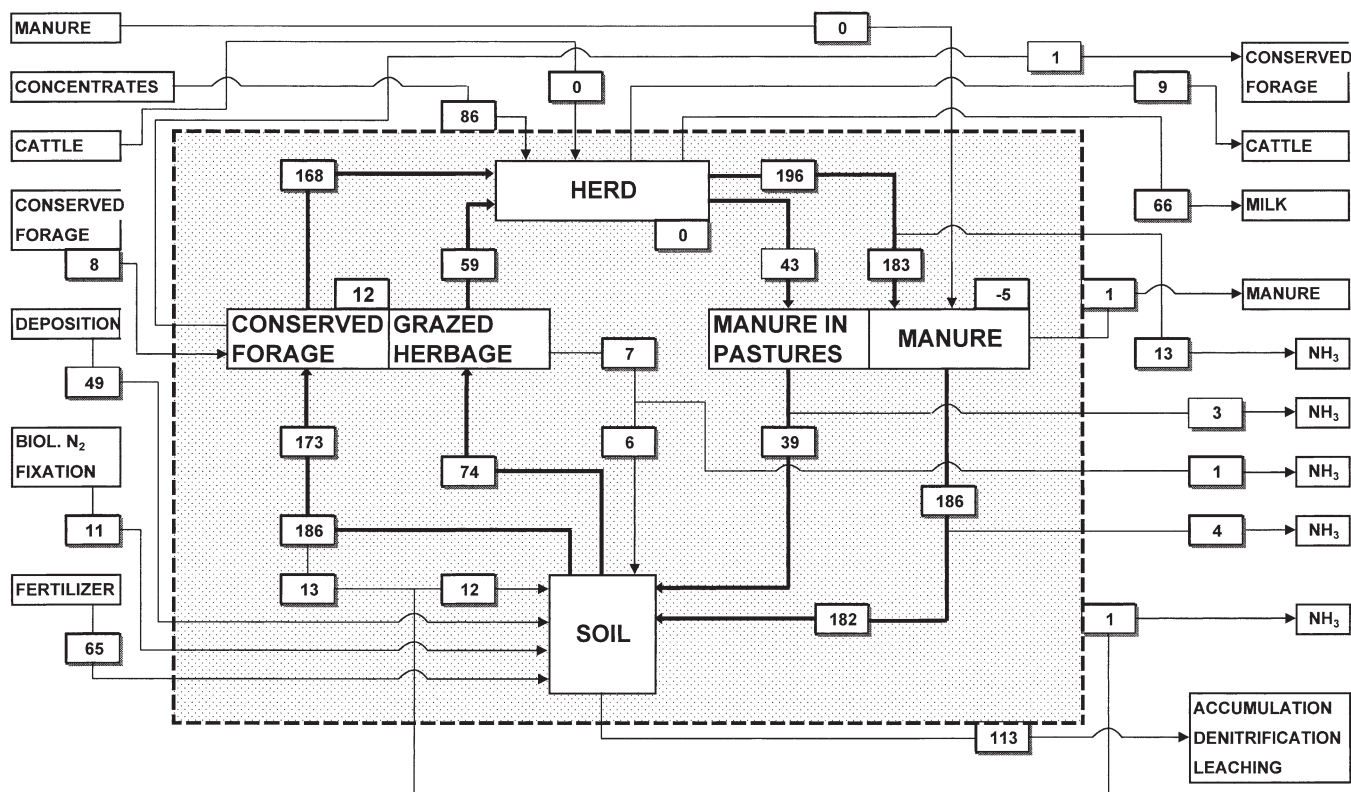 MANURE
0
1
CONSERVED
FORAGE
CONCENTRATES
86
0
9
CATTLE
CATTLE
168
HERD
196
66
MILK
CONSERVED
FORAGE
8
0
59
43
183
12
-5
1
MANURE
DEPOSITION
49
CONSERVED
FORAGE
GRAZED
HERBAGE
7
MANURE IN
PASTURES
MANURE
13
NH3
3
NH3
BIOL. N2
FIXATION
11
173
74
6
39
1
NH3
186
186
4
NH3
FERTILIZER
65
13
12
SOIL
182
1
NH3
113
ACCUMULATION
DENITRIFICATION
LEACHING